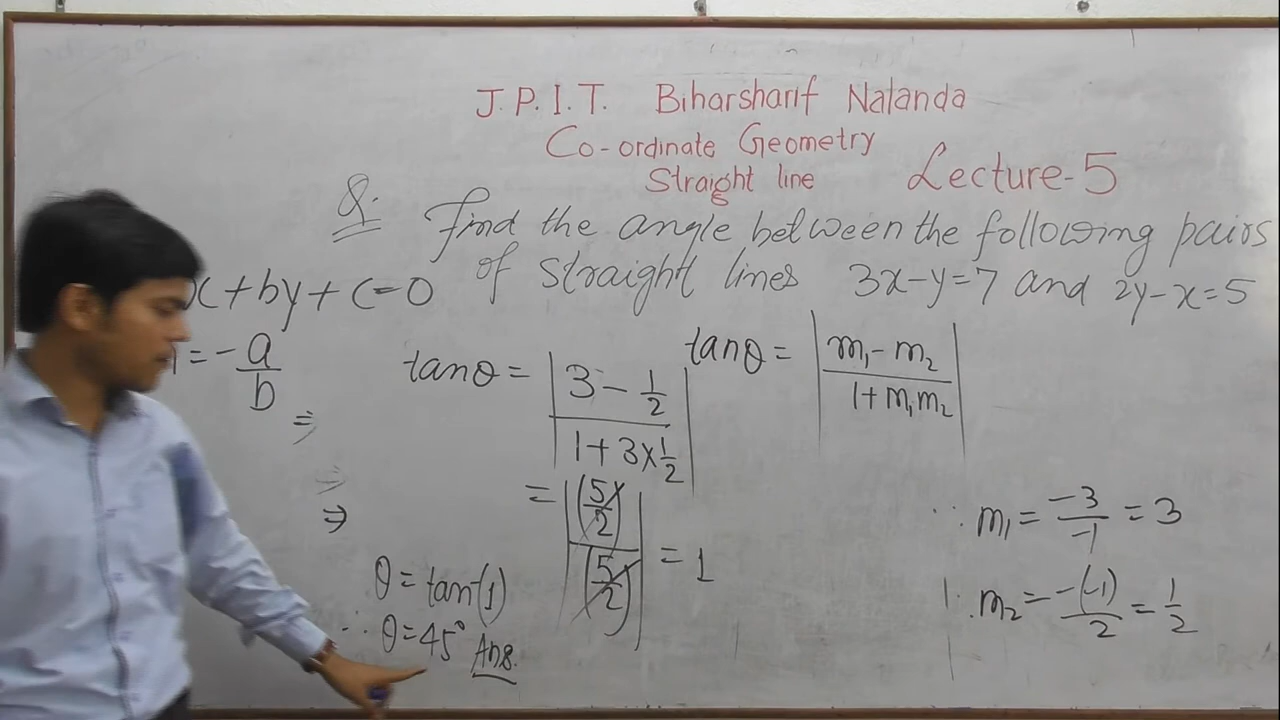 J.P.I.T. Biharsharif Nalanda
Co-ordinate Geometry
Straight line
Lecture-5
Q. Find the angle between the following pairs
of straight lines 3x-y=7 and 2y-x=5
x+by+c=0
=-a/b
tanθ = |(m₁-m₂)/(1+m₁m₂)|
⇒ tanθ = |(3-1/2)/(1+3×1/2)|
⇒ = |(5/2)/(5/2)| = 1
θ = tan(1)
∴ θ=45° Ans.
∵ m₁ = -3/-1 = 3
∵ m₂ = -(-1)/2 = 1/2